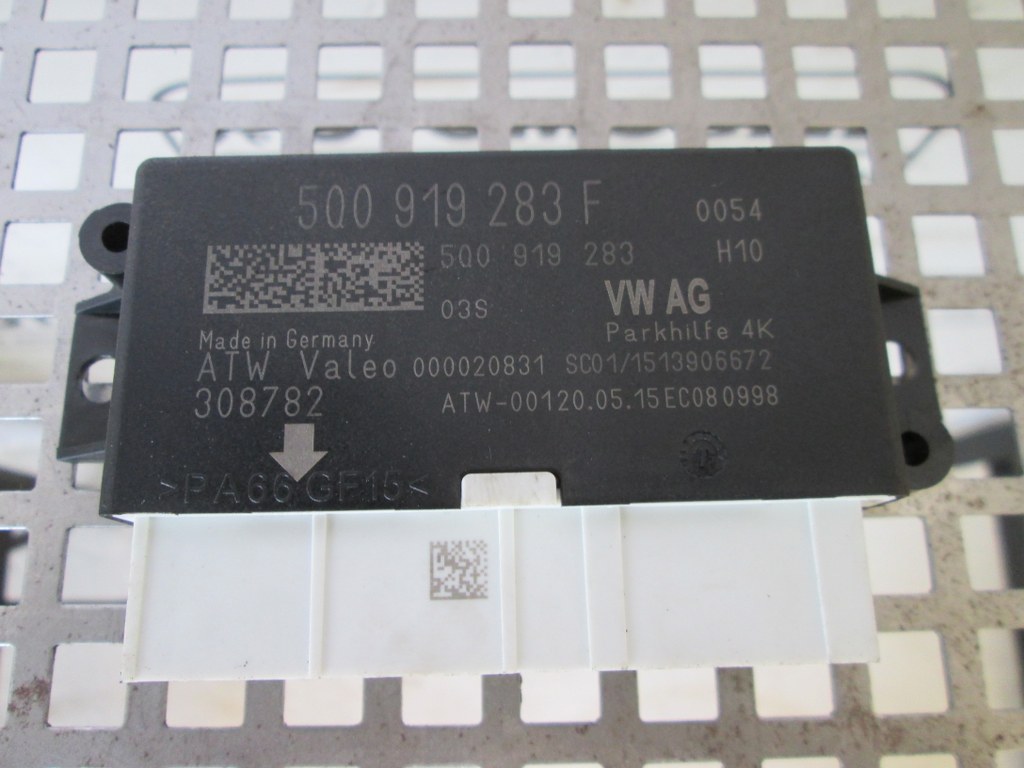 5Q0 919 283 F 0054
5Q0 919 283 H10
03S VW AG
Parkhilfe 4K
Made in Germany
ATW Valeo 000020831 SC01/1513906672
308782 ATW-00120.05.15EC080998
>PA66 GF15<